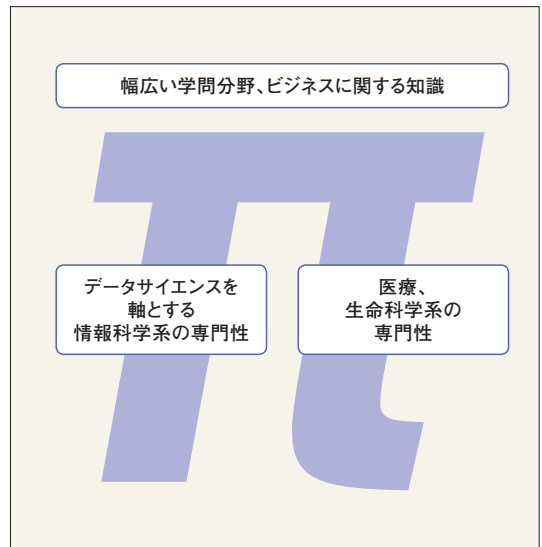 幅広い学問分野、ビジネスに関する知識
データサイエンスを
軸とする
情報科学系の専門性
医療、
生命科学系の
専門性
π